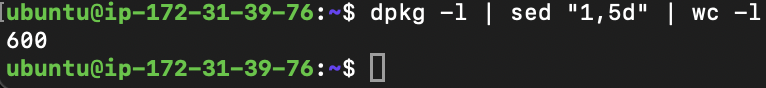 ubuntu@ip-172-31-39-76:~$ dpkg -l | sed "1,5d" | wc -l
600
ubuntu@ip-172-31-39-76:~$